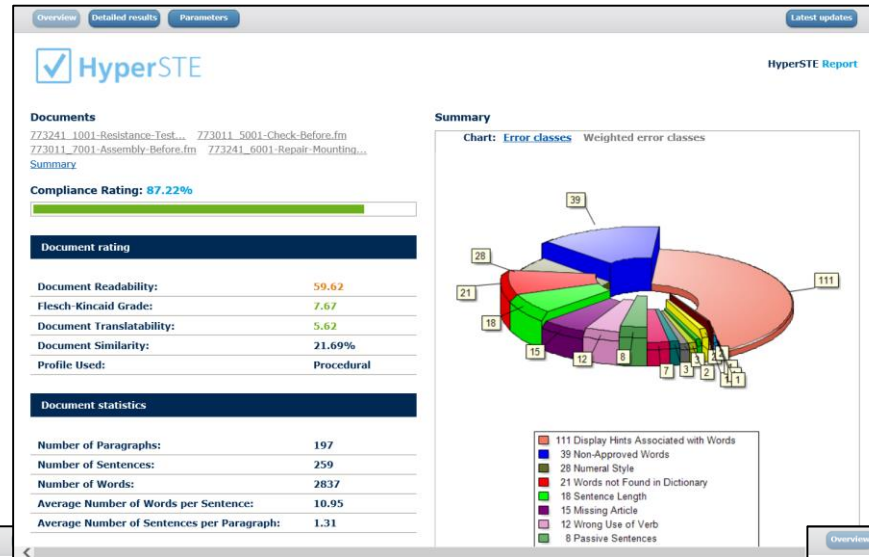 Overview Detailed results Parameters Latest updates
HyperSTE
HyperSTE Report
Documents
773241_1001-Resistance-Test... 773011_5001-Check-Before.fm
773011_7001-Assembly-Before.fm 773241_6001-Repair-Mounting...
Summary
Compliance Rating: 87.22%
Document rating
Document Readability: 59.62
Flesch-Kincaid Grade: 7.67
Document Translatability: 5.62
Document Similarity: 21.69%
Profile Used: Procedural
Document statistics
Number of Paragraphs: 197
Number of Sentences: 259
Number of Words: 2837
Average Number of Words per Sentence: 10.95
Average Number of Sentences per Paragraph: 1.31
Summary
Chart: Error classes Weighted error classes
39
28
111
21
18
15
12
8
7
3
3
2
2
1
1
111 Display Hints Associated with Words
39 Non-Approved Words
28 Numeral Style
21 Words not Found in Dictionary
18 Sentence Length
15 Missing Article
12 Wrong Use of Verb
8 Passive Sentences
Overview